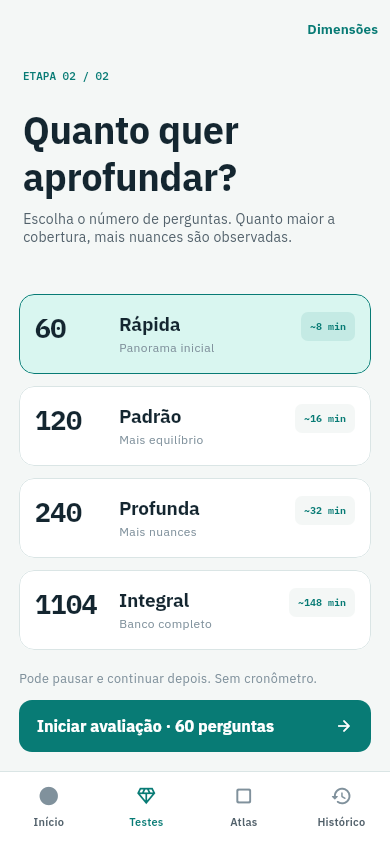 Dimensões
ETAPA 02 / 02
Quanto quer
aprofundar?
Escolha o número de perguntas. Quanto maior a
cobertura, mais nuances são observadas.
60
Rápida
~8 min
Panorama inicial
120
Padrão
~16 min
Mais equilíbrio
240
Profunda
~32 min
Mais nuances
1104
Integral
~148 min
Banco completo
Pode pausar e continuar depois. Sem cronômetro.
Iniciar avaliação · 60 perguntas →
Início
Testes
Atlas
Histórico